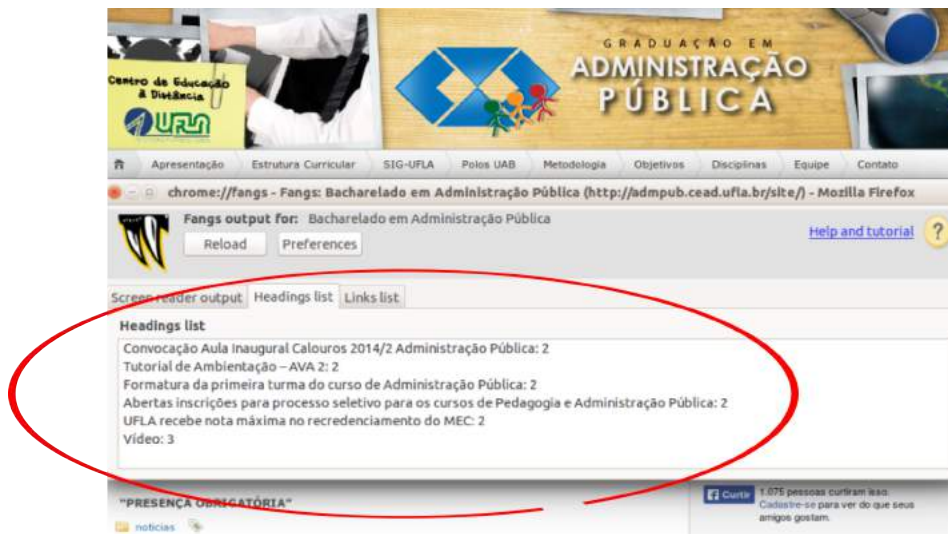 GRADUAÇÃO EM
ADMINISTRAÇÃO
PÚBLICA
Centro de Educação
à Distância
UFLA
Apresentação Estrutura Curricular SIG-UFLA Polos UAB Metodologia Objetivos Disciplinas Equipe Contato
chrome://fangs - Fangs: Bacharelado em Administração Pública (http://admpub.cead.ufla.br/site/) - Mozilla Firefox
Fangs output for: Bacharelado em Administração Pública
Reload Preferences Help and tutorial ?
Screen reader output Headings list Links list
Headings list
Convocação Aula Inaugural Calouros 2014/2 Administração Pública: 2
Tutorial de Ambientação – AVA 2: 2
Formatura da primeira turma do curso de Administração Pública: 2
Abertas inscrições para processo seletivo para os cursos de Pedagogia e Administração Pública: 2
UFLA recebe nota máxima no recredenciamento do MEC: 2
Vídeo: 3
"PRESENÇA OBRIGATÓRIA"
notícias
Curtir 1.075 pessoas curtiram isso.
Cadastre-se para ver do que seus
amigos gostam.